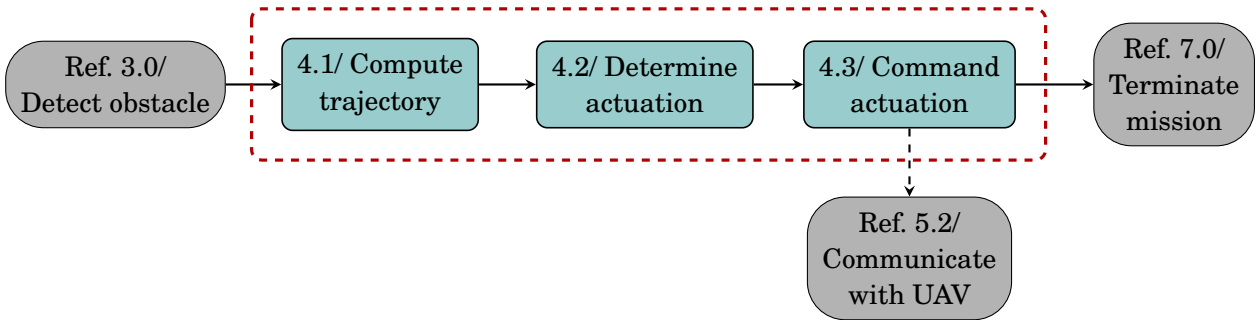 Ref. 3.0/
Detect obstacle
4.1/ Compute
trajectory
4.2/ Determine
actuation
4.3/ Command
actuation
Ref. 7.0/
Terminate
mission
Ref. 5.2/
Communicate
with UAV